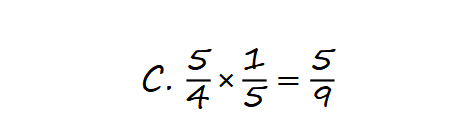 C. 5/4 × 1/5 = 5/9